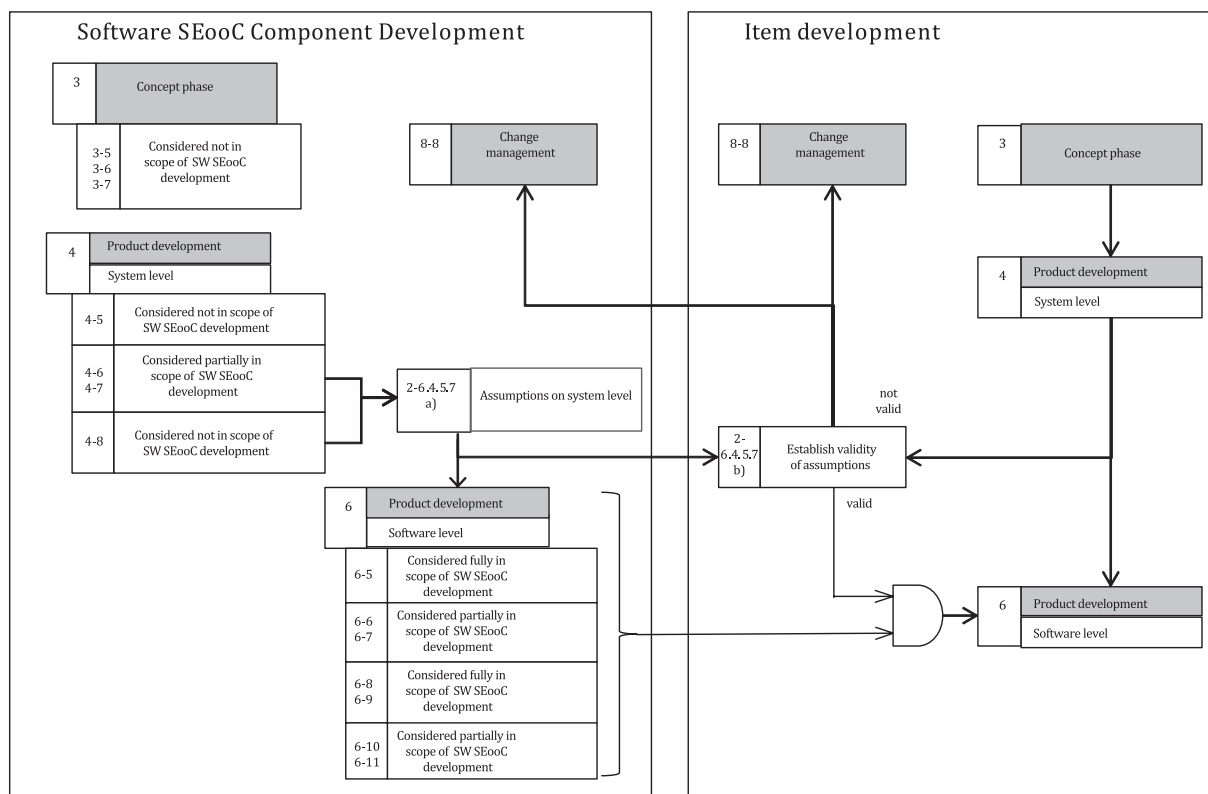 Software SEooC Component Development
3
Concept phase
3-5
3-6
3-7
Considered not in
scope of SW SEooC
development
8-8
Change
management
4
Product development
System level
4-5
Considered not in scope of
SW SEooC development
4-6
4-7
Considered partially in
scope of SW SEooC
development
4-8
Considered not in scope of
SW SEooC development
2-6.4.5.7
a)
Assumptions on system level
6
Product development
Software level
6-5
Considered fully in
scope of SW SEooC
development
6-6
6-7
Considered partially in
scope of SW SEooC
development
6-8
6-9
Considered fully in
scope of SW SEooC
development
6-10
6-11
Considered partially in
scope of SW SEooC
development
Item development
8-8
Change
management
3
Concept phase
4
Product development
System level
not
valid
2-
6.4.5.7
b)
Establish validity
of assumptions
valid
6
Product development
Software level